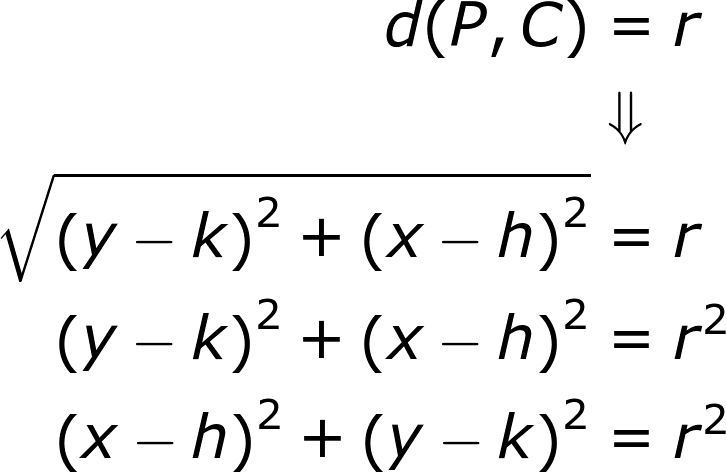 d(P, C) = r
⇓
√((y − k)² + (x − h)²) = r
(y − k)² + (x − h)² = r²
(x − h)² + (y − k)² = r²